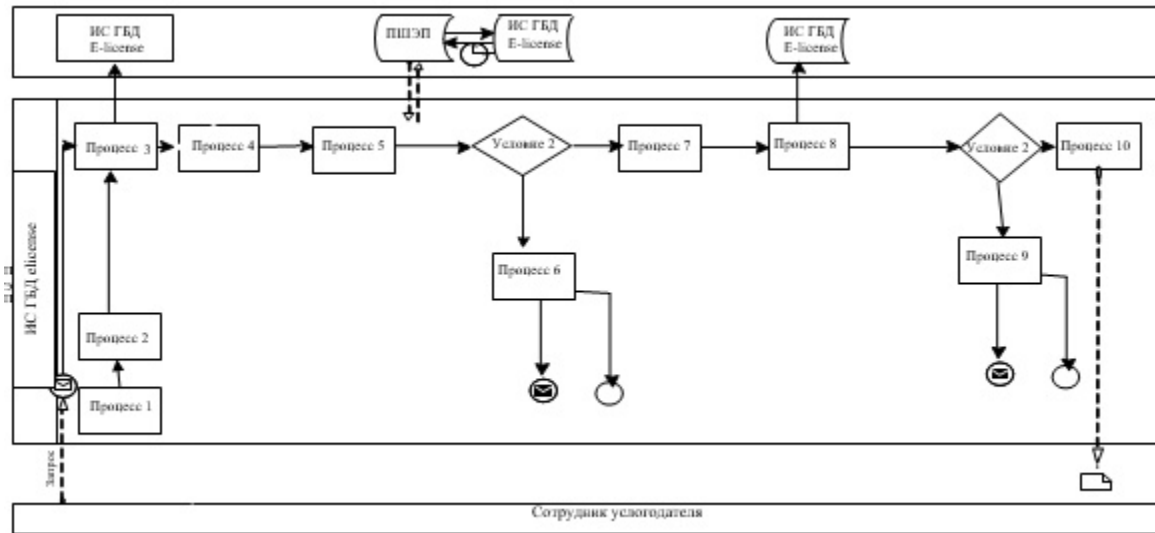 ИС ГБД
E-license
ПШЭП
ИС ГБД
E-license
ИС ГБД
E-license
Процесс 3
Процесс 4
Процесс 5
Условие 2
Процесс 7
Процесс 8
Условие 2
Процесс 10
ИС ГБД elicense
Процесс 6
Процесс 9
Процесс 2
Процесс 1
Запрос
Сотрудник услогодателя